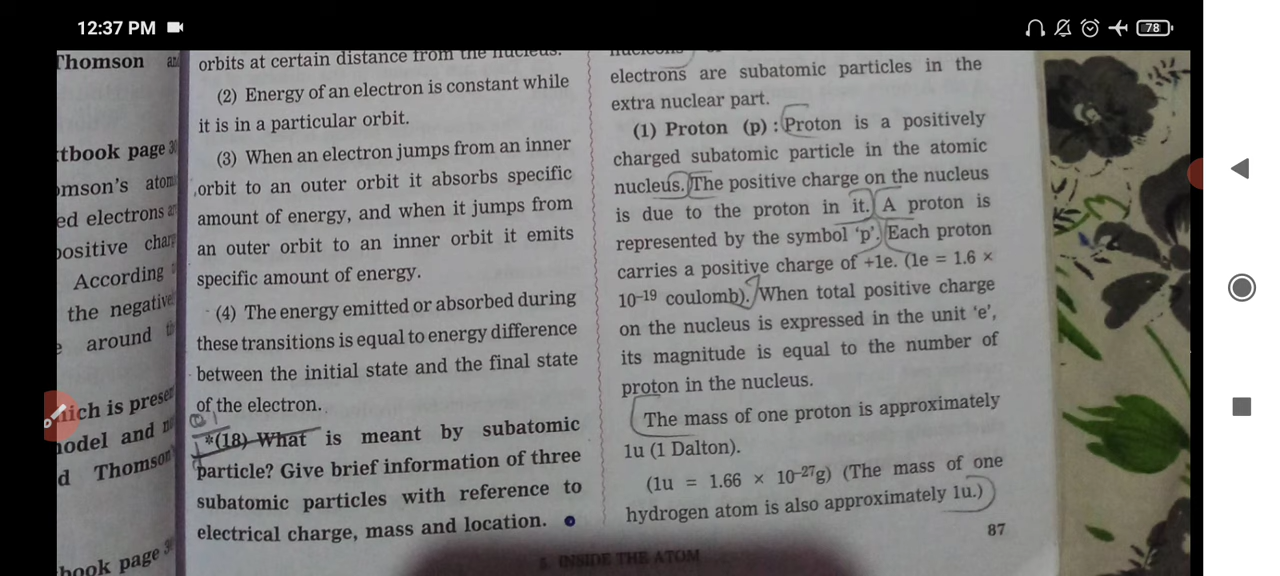 12:37 PM
78
Thomson
tbook page 30
omson's atom
ed electrons
positive char
According
the negative
around
hich is presen
odel and
d Thomson
book page 3
orbits at certain distance from the nucleus.
(2) Energy of an electron is constant while
it is in a particular orbit.
(3) When an electron jumps from an inner
orbit to an outer orbit it absorbs specific
amount of energy, and when it jumps from
an outer orbit to an inner orbit it emits
specific amount of energy.
(4) The energy emitted or absorbed during
these transitions is equal to energy difference
between the initial state and the final state
of the electron.
*(18) What is meant by subatomic
particle? Give brief information of three
subatomic particles with reference to
electrical charge, mass and location.
electrons are subatomic particles in the
extra nuclear part.
(1) Proton (p) : Proton is a positively
charged subatomic particle in the atomic
nucleus. The positive charge on the nucleus
is due to the proton in it. A proton is
represented by the symbol 'p'. Each proton
carries a positive charge of +1e. (1e = 1.6 ×
10⁻¹⁹ coulomb). When total positive charge
on the nucleus is expressed in the unit 'e',
its magnitude is equal to the number of
proton in the nucleus.
The mass of one proton is approximately
1u (1 Dalton).
(1u = 1.66 × 10⁻²⁷g) (The mass of one
hydrogen atom is also approximately 1u.)
87
5. INSIDE THE ATOM